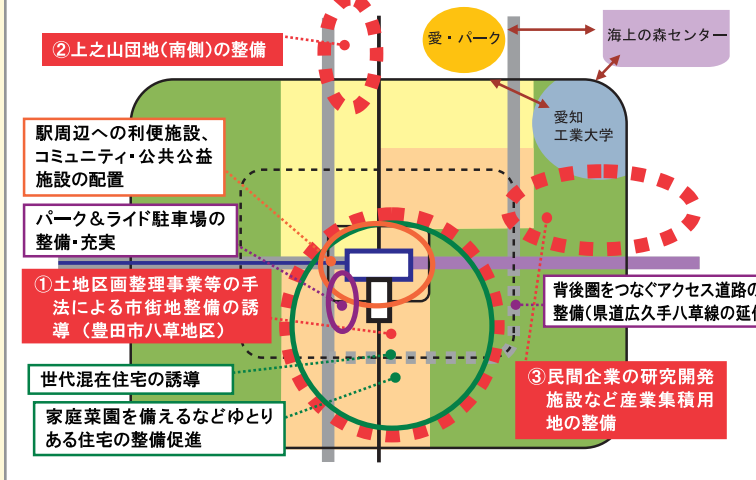 ②上之山団地(南側)の整備
愛・パーク
海上の森センター
愛知
工業大学
駅周辺への利便施設、
コミュニティ・公共公益
施設の配置
パーク&ライド駐車場の
整備・充実
①土地区画整理事業等の手
法による市街地整備の誘
導（豊田市八草地区）
背後圏をつなぐアクセス道路の
整備(県道広久手八草線の延伸
世代混在住宅の誘導
家庭菜園を備えるなどゆとり
ある住宅の整備促進
③民間企業の研究開発
施設など産業集積用
地の整備